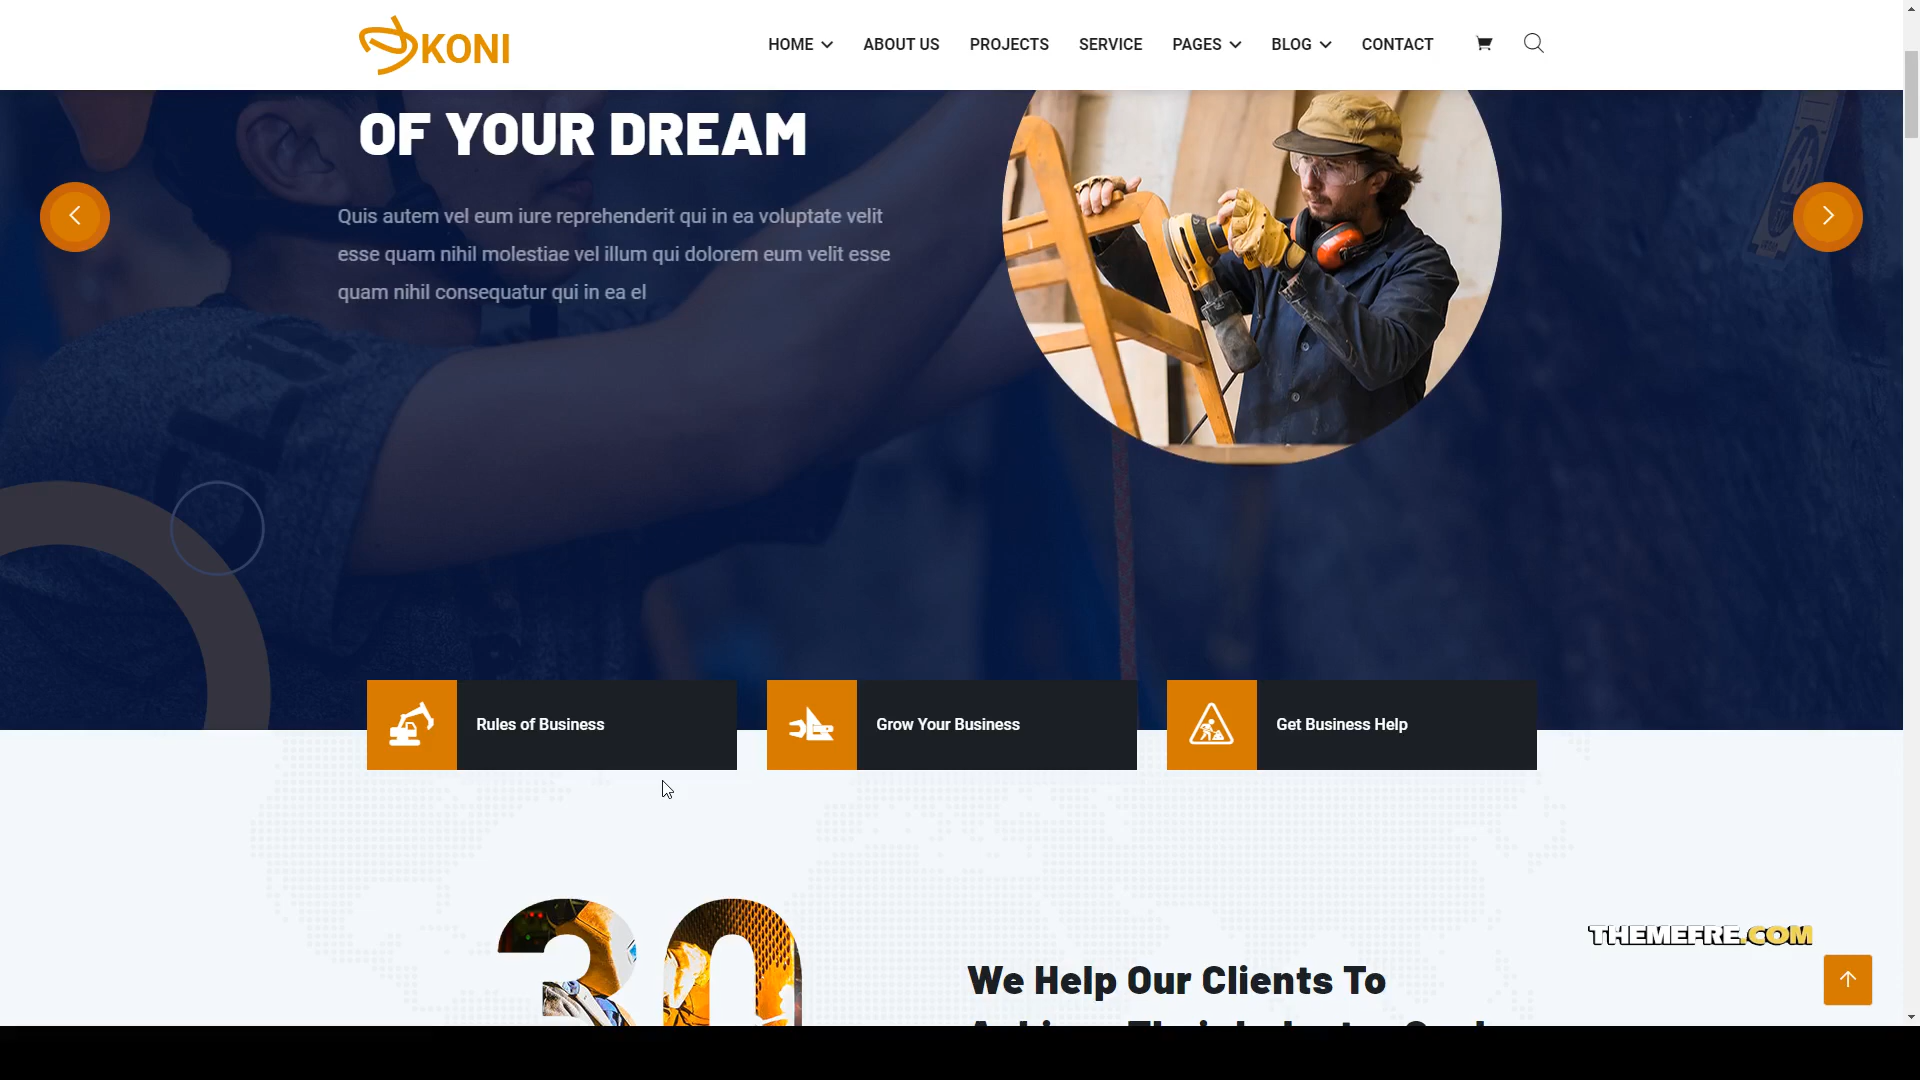 KONI
HOME ABOUT US PROJECTS SERVICE PAGES BLOG CONTACT
OF YOUR DREAM
Quis autem vel eum iure reprehenderit qui in ea voluptate velit
esse quam nihil molestiae vel illum qui dolorem eum velit esse
quam nihil consequatur qui in ea el
Rules of Business
Grow Your Business
Get Business Help
30
THEMEFRE.COM
We Help Our Clients To